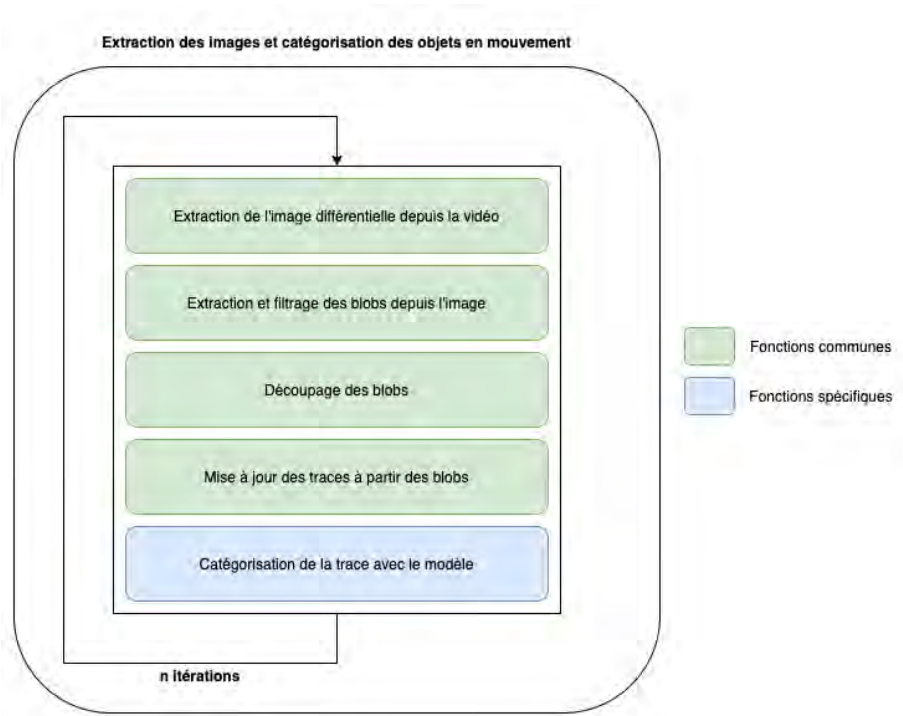 Extraction des images et catégorisation des objets en mouvement
Extraction de l'image différentielle depuis la vidéo
Extraction et filtrage des blobs depuis l'image
Découpage des blobs
Mise à jour des traces à partir des blobs
Catégorisation de la trace avec le modèle
n itérations
Fonctions communes
Fonctions spécifiques